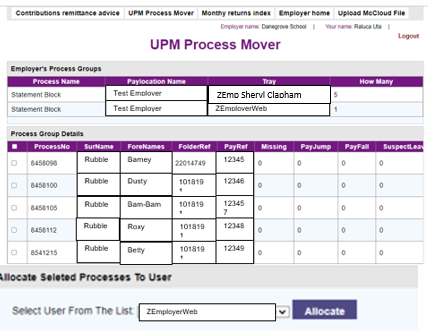 Contributions remittance advice UPM Process Mover Monthy returns index Employer home Upload McCloud File
Employer name: Danegrove School | Your name: Raluca Uta |
Logout
UPM Process Mover
Employer's Process Groups
Process Name Paylocation Name Tray How Many
Statement Block Test Employer ZEmp Shervl Clapham 5
Statement Block Test Employer ZEmploverWeb 1
Process Group Details
ProcessNo SurName ForeNames FolderRef PayRef Missing PayJump PayFall SuspectLeav
8458098 Rubble Barney 22014749 12345 0 0 0 0
8458100 Rubble Dusty 101819 12346 0 0 0 0
1
8458105 Rubble Bam-Bam 101819 12345 0 0 0 0
1 7
8458112 Rubble Roxy 101819 12348 0 0 0 0
1
8541215 Rubble Betty 101819 12349 0 0 0 0
1
Allocate Seleted Processes To User
Select User From The List: ZEmployerWeb Allocate